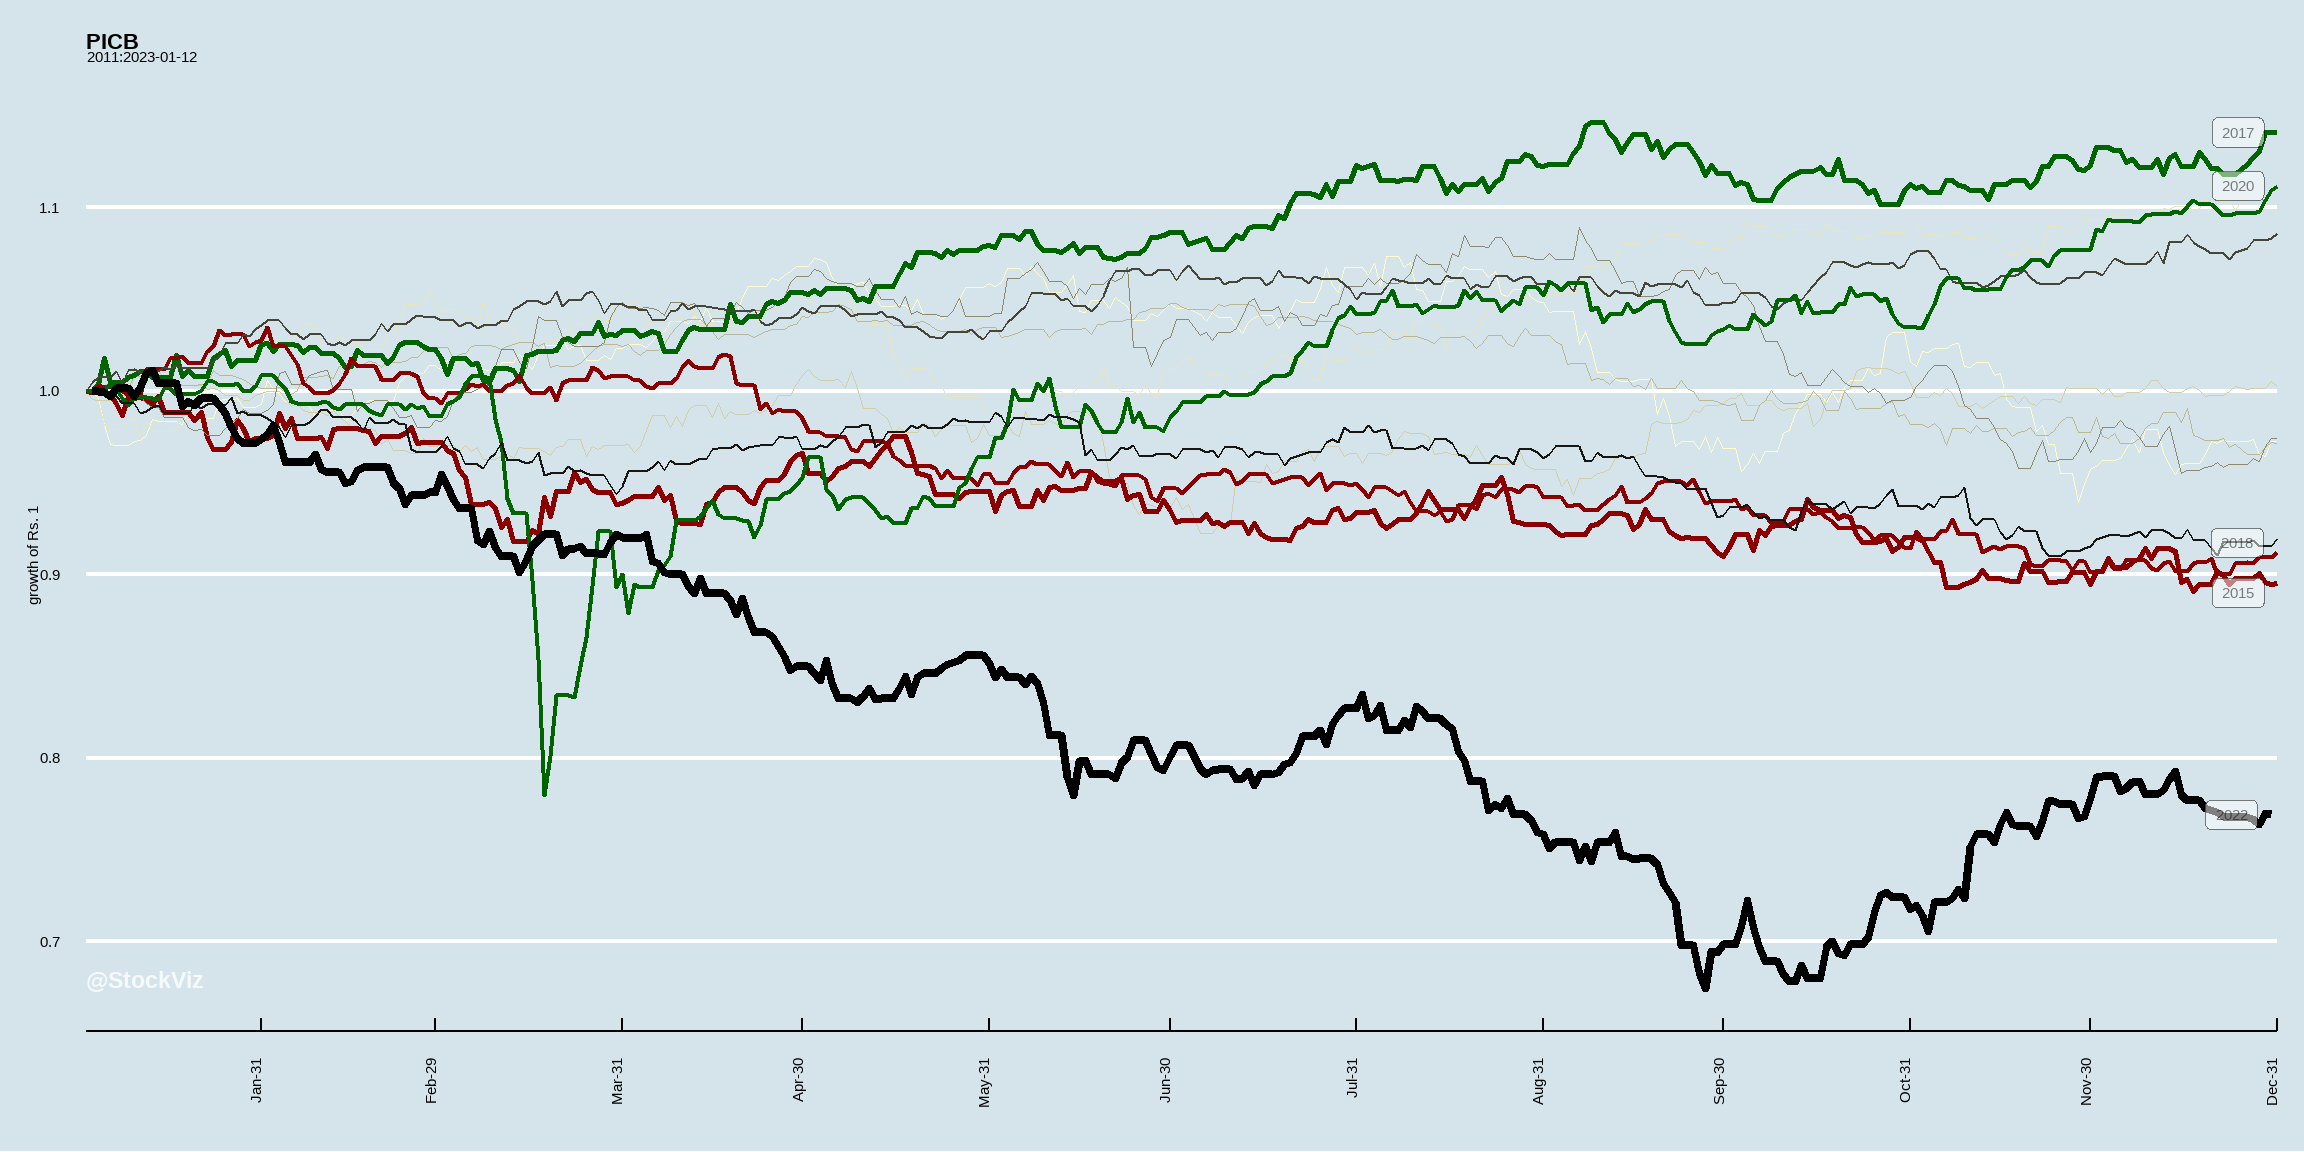 PICB
2011:2023-01-12
growth of Rs. 1
1.1
1.0
0.9
0.8
0.7
2017
2020
2018
2015
2022
@StockViz
Jan-31
Feb-29
Mar-31
Apr-30
May-31
Jun-30
Jul-31
Aug-31
Sep-30
Oct-31
Nov-30
Dec-31